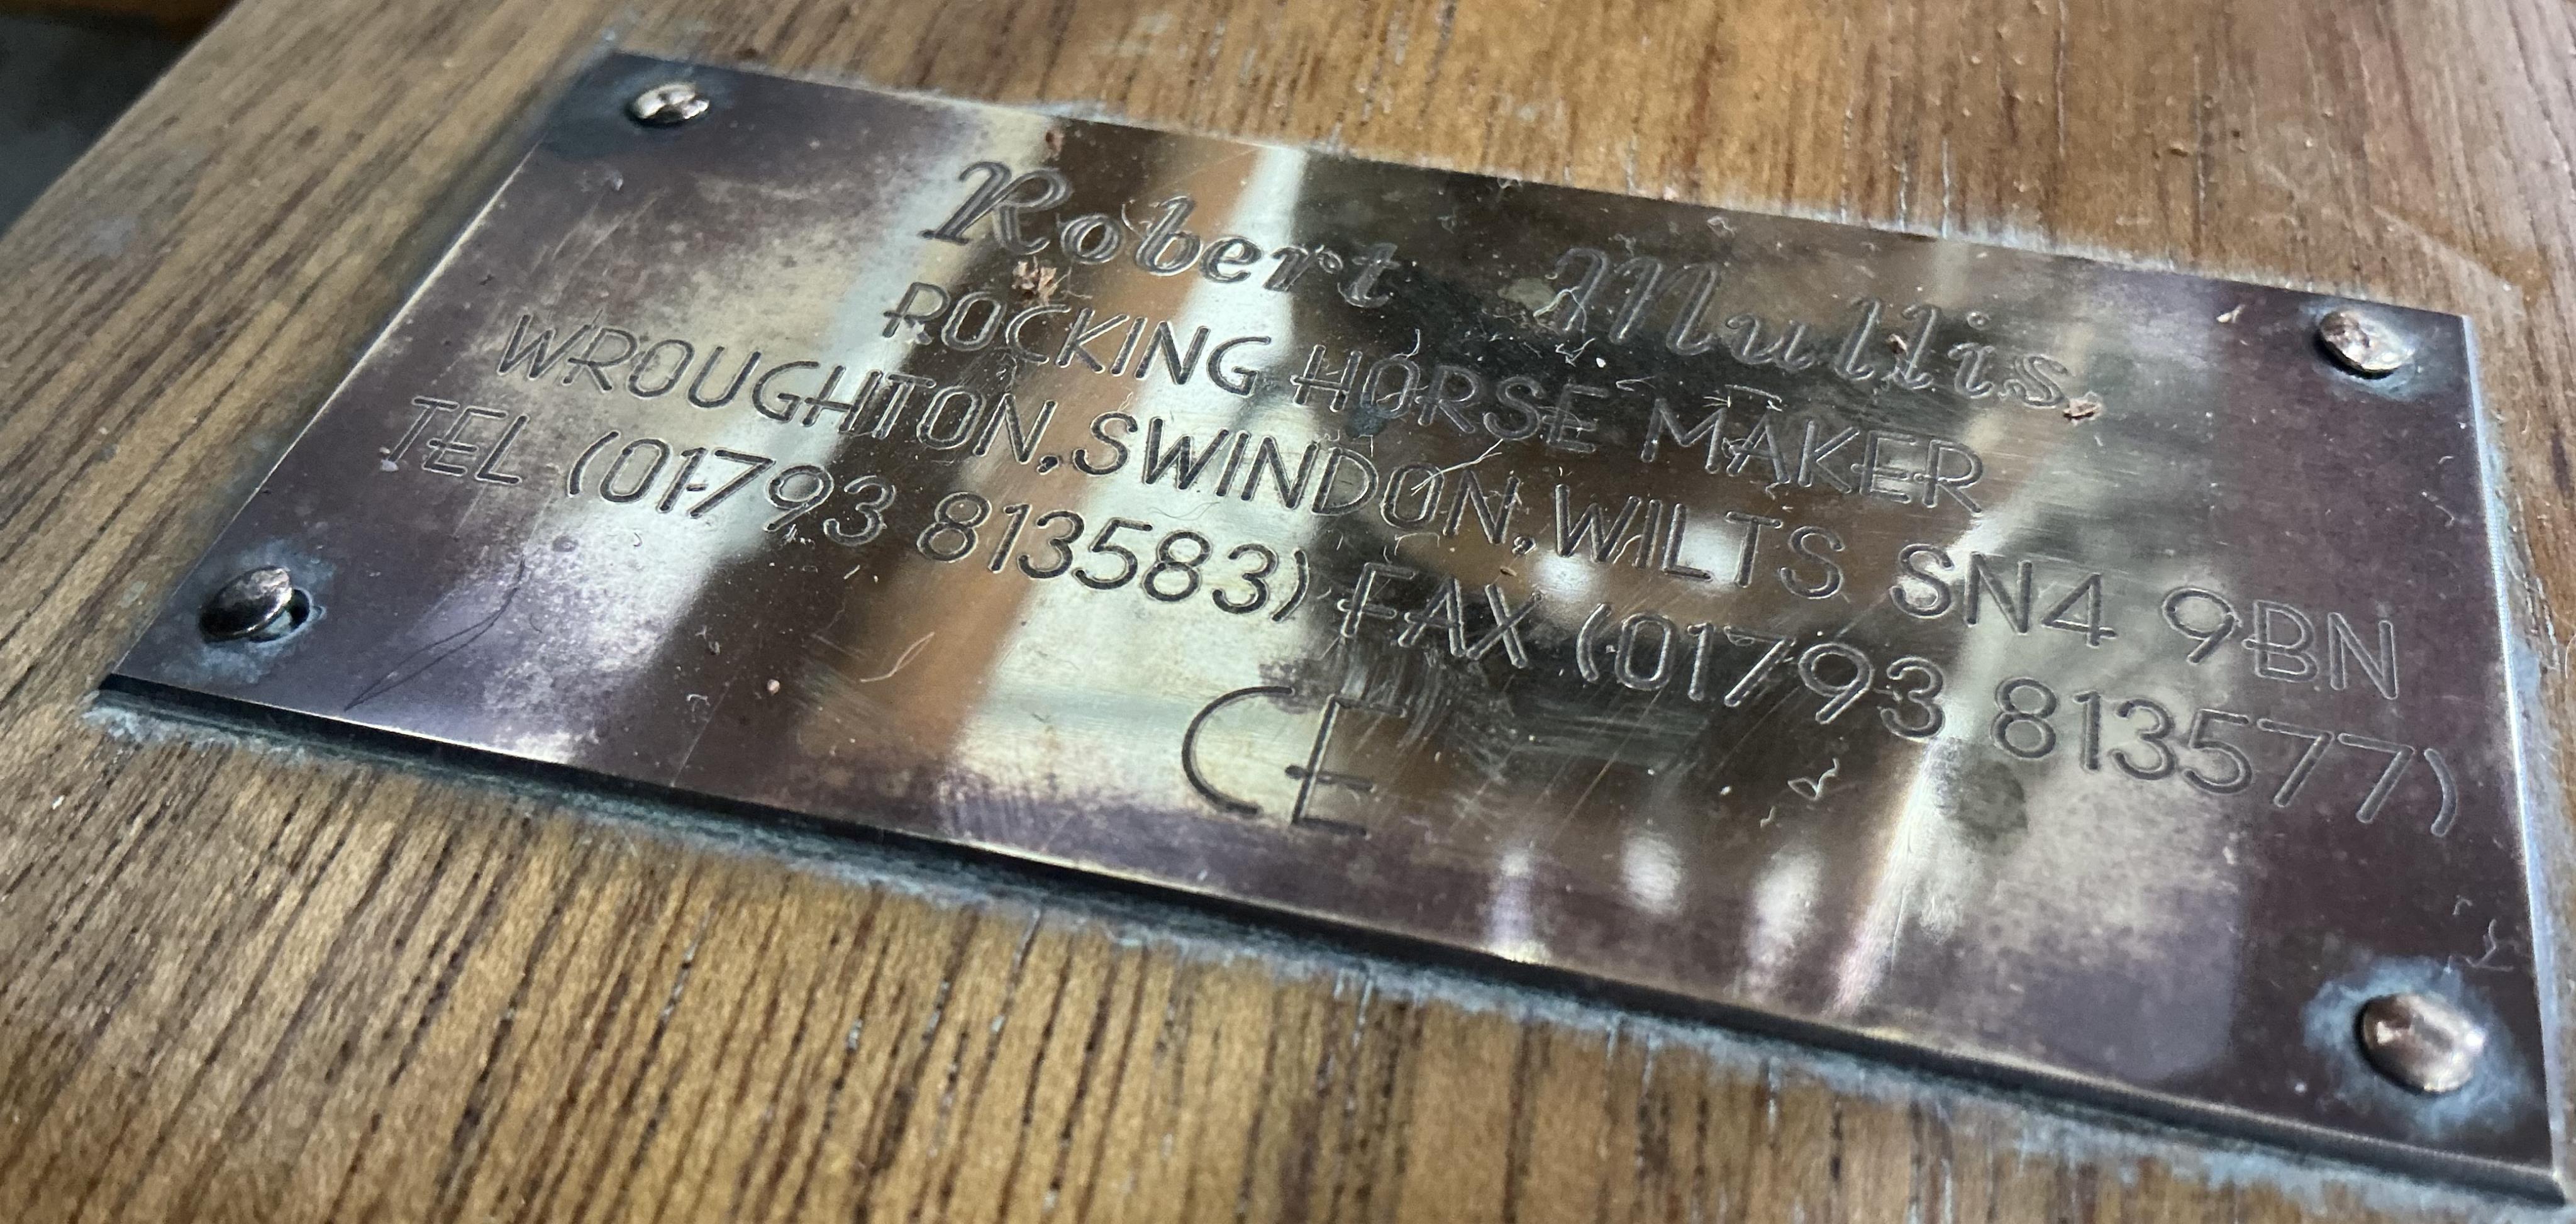 Robert Mullis.
ROCKING HORSE MAKER
WROUGHTON, SWINDON, WILTS SN4 9BN
TEL (01793 813583) FAX (01793 813577)
CE